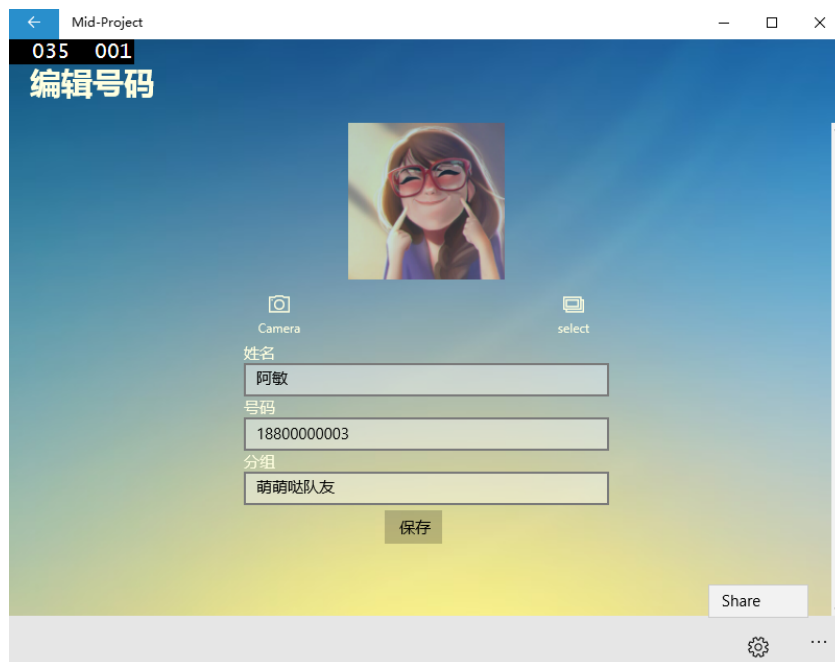 Mid-Project
035 001
编辑号码
Camera
select
姓名
阿敏
号码
18800000003
分组
萌萌哒队友
保存
Share